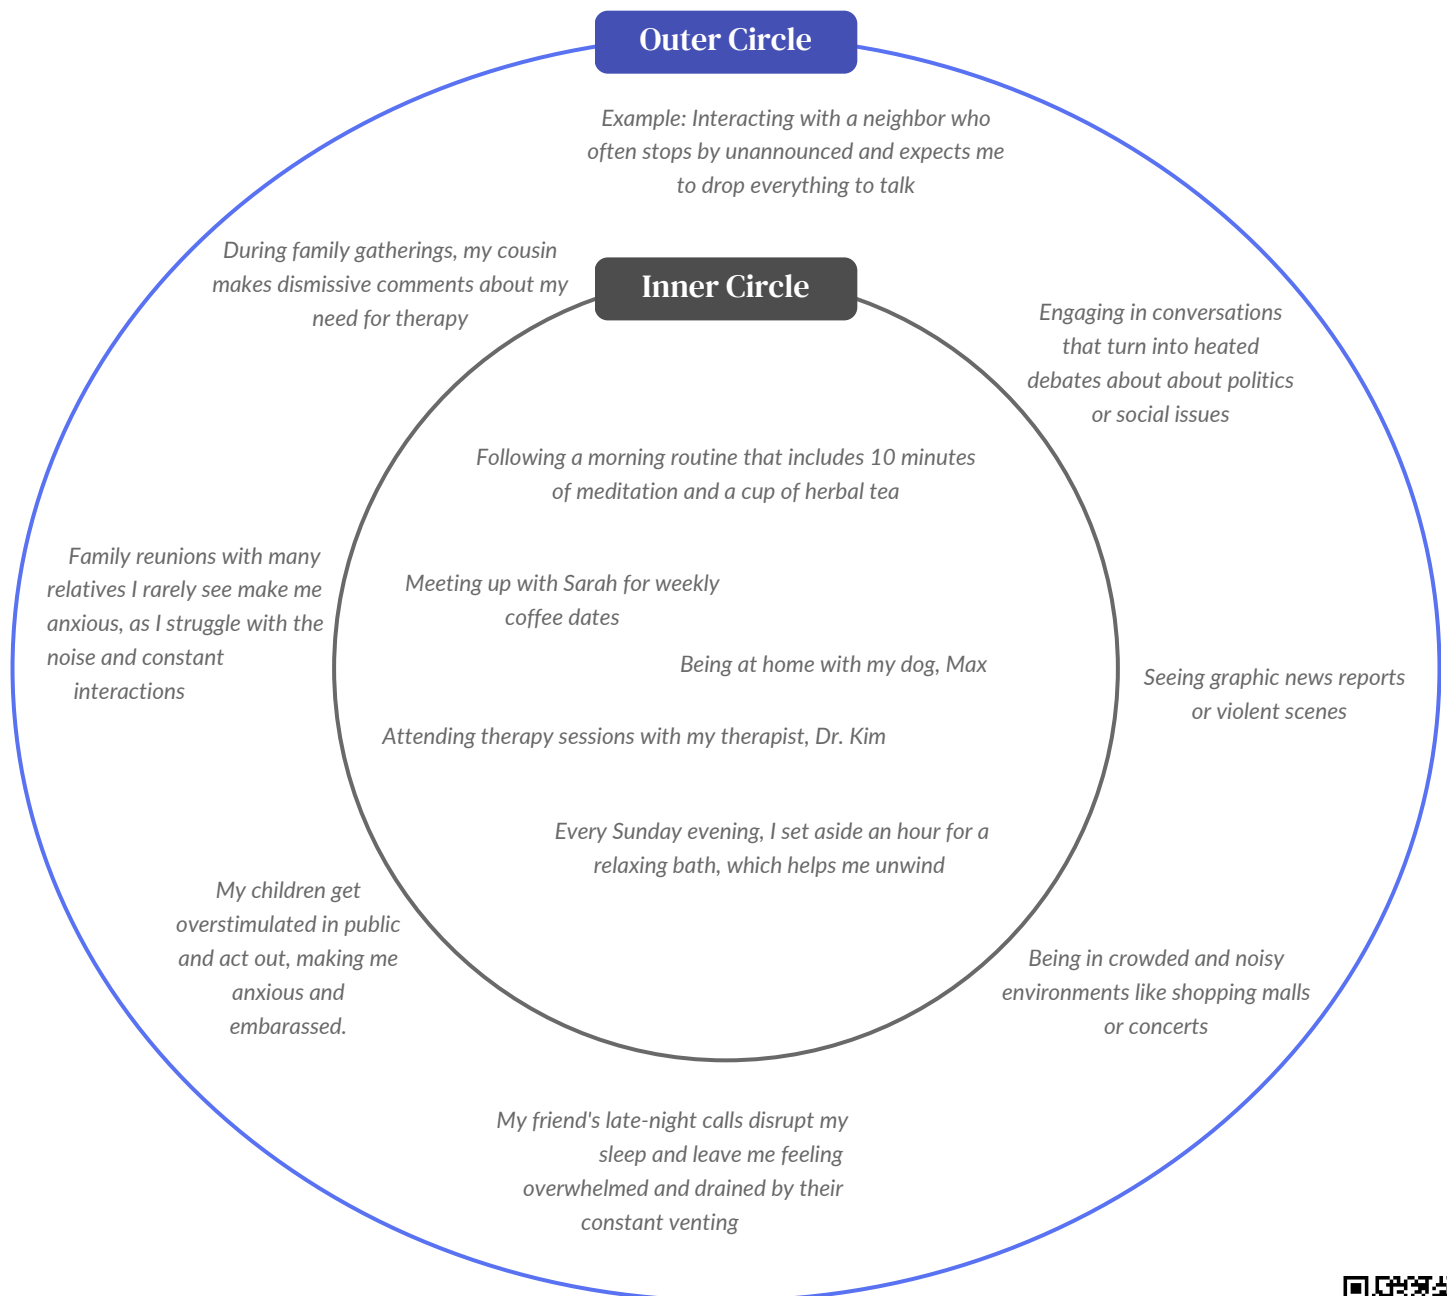 Outer Circle
Example: Interacting with a neighbor who
often stops by unannounced and expects me
to drop everything to talk
During family gatherings, my cousin
makes dismissive comments about my
need for therapy
Inner Circle
Engaging in conversations
that turn into heated
debates about about politics
or social issues
Following a morning routine that includes 10 minutes
of meditation and a cup of herbal tea
Family reunions with many
relatives I rarely see make me
anxious, as I struggle with the
noise and constant
interactions
Meeting up with Sarah for weekly
coffee dates
Being at home with my dog, Max
Seeing graphic news reports
or violent scenes
Attending therapy sessions with my therapist, Dr. Kim
Every Sunday evening, I set aside an hour for a
relaxing bath, which helps me unwind
My children get
overstimulated in public
and act out, making me
anxious and
embarassed.
Being in crowded and noisy
environments like shopping malls
or concerts
My friend's late-night calls disrupt my
sleep and leave me feeling
overwhelmed and drained by their
constant venting